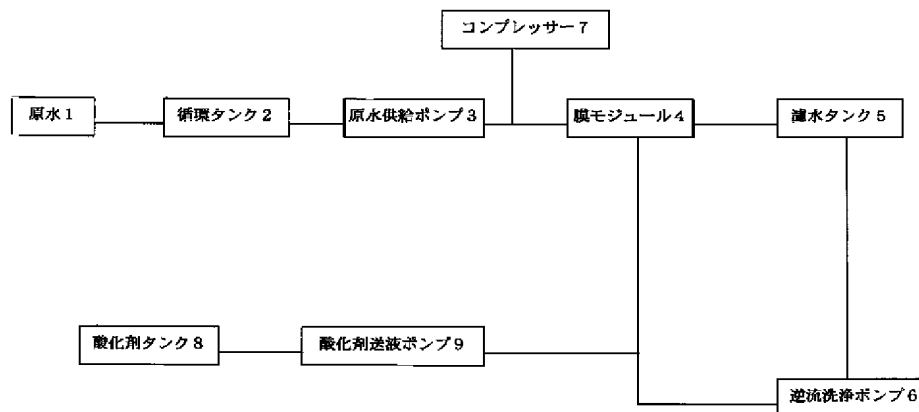 コンプレッサー７
原水１
循環タンク２
原水供給ポンプ３
膜モジュール４
濾水タンク５
酸化剤タンク８
酸化剤送液ポンプ９
逆流洗浄ポンプ６